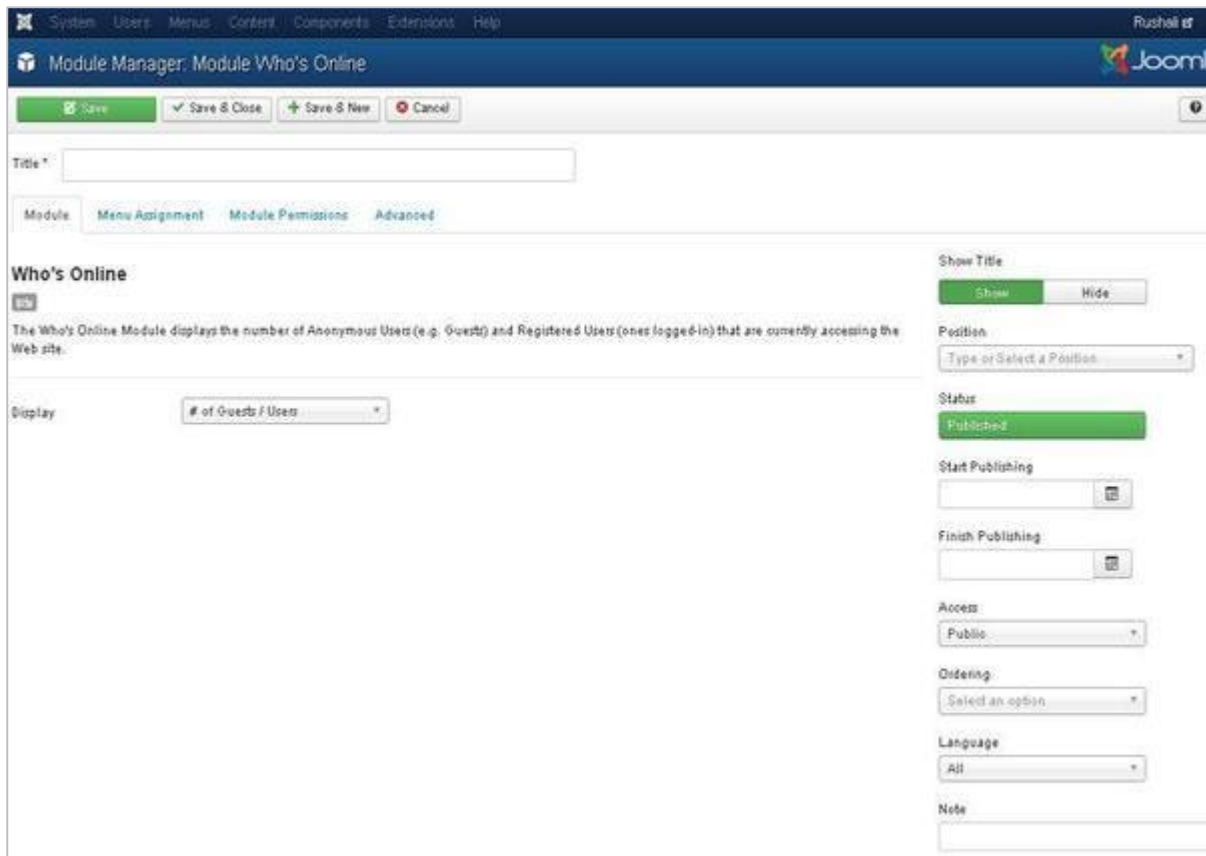 System Users Menus Content Components Extensions Help
Rushali
Module Manager: Module Who's Online
Jooml
Save
Save & Close
Save & New
Cancel
Title *
Module
Menu Assignment
Module Permissions
Advanced
Who's Online
Site
The Who's Online Module displays the number of Anonymous Users (e.g. Guests) and Registered Users (ones logged-in) that are currently accessing the
Web site.
Display
# of Guests / Users
Show Title
Show
Hide
Position
Type or Select a Position
Status
Published
Start Publishing
Finish Publishing
Access
Public
Ordering
Select an option
Language
All
Note